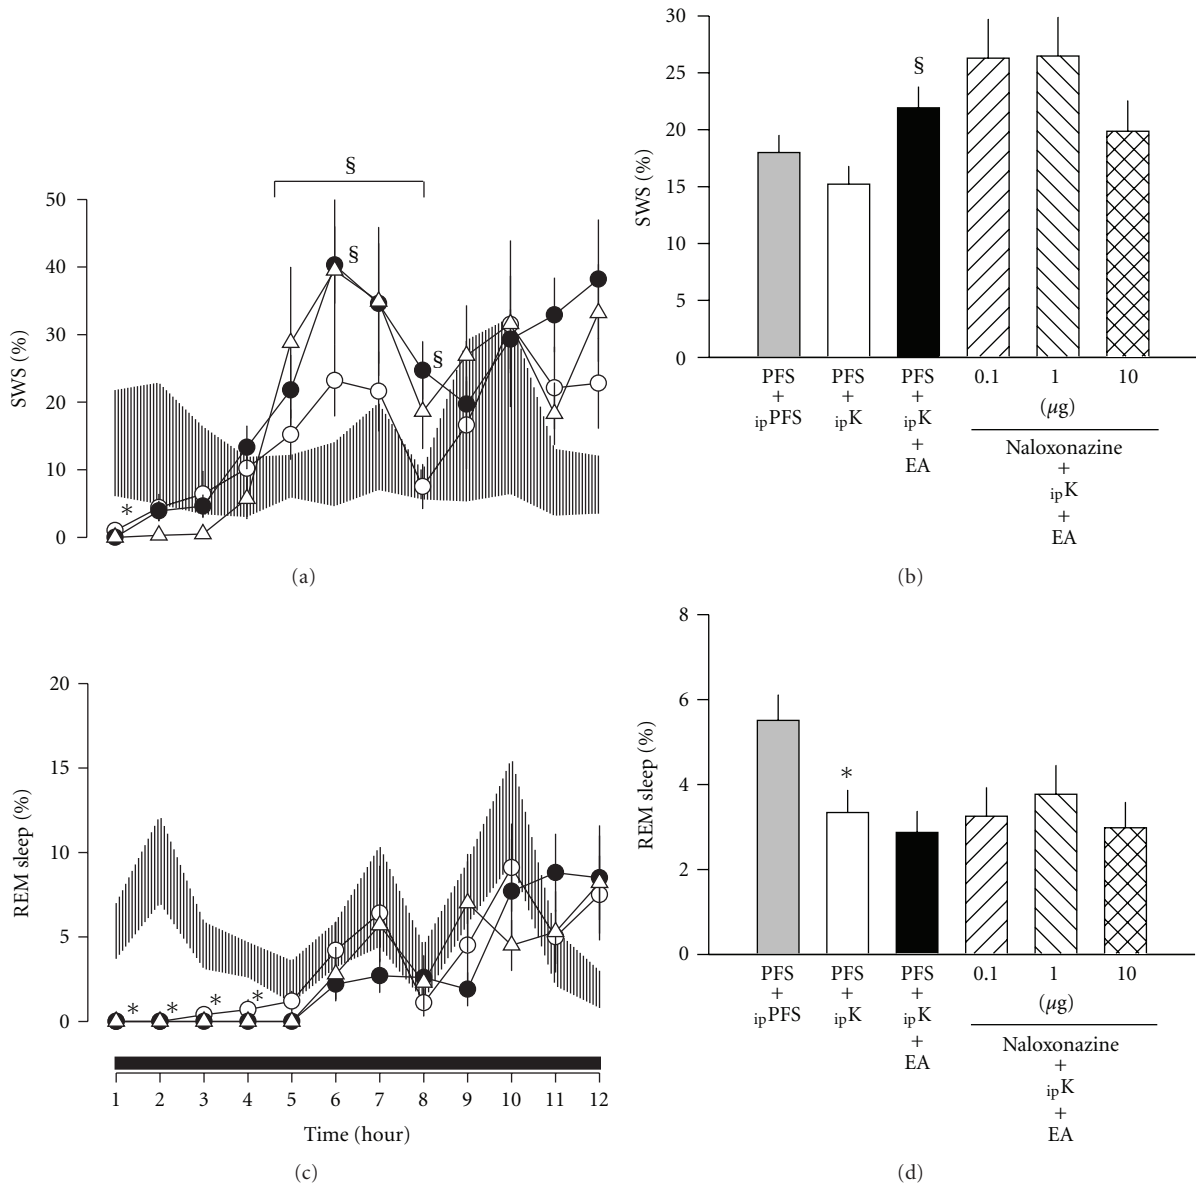 §
50
40
30
20
10
0
SWS (%)
§
§
*
(a)
30
25
20
15
10
5
0
SWS (%)
§
PFS
+
ipPFS
PFS
+
ipK
PFS
+
ipK
+
EA
0.1 1 10
(µg)
Naloxonazine
+
ipK
+
EA
(b)
20
15
10
5
0
REM sleep (%)
* * * *
1 2 3 4 5 6 7 8 9 10 11 12
Time (hour)
(c)
8
6
4
2
0
REM sleep (%)
*
PFS
+
ipPFS
PFS
+
ipK
PFS
+
ipK
+
EA
0.1 1 10
(µg)
Naloxonazine
+
ipK
+
EA
(d)